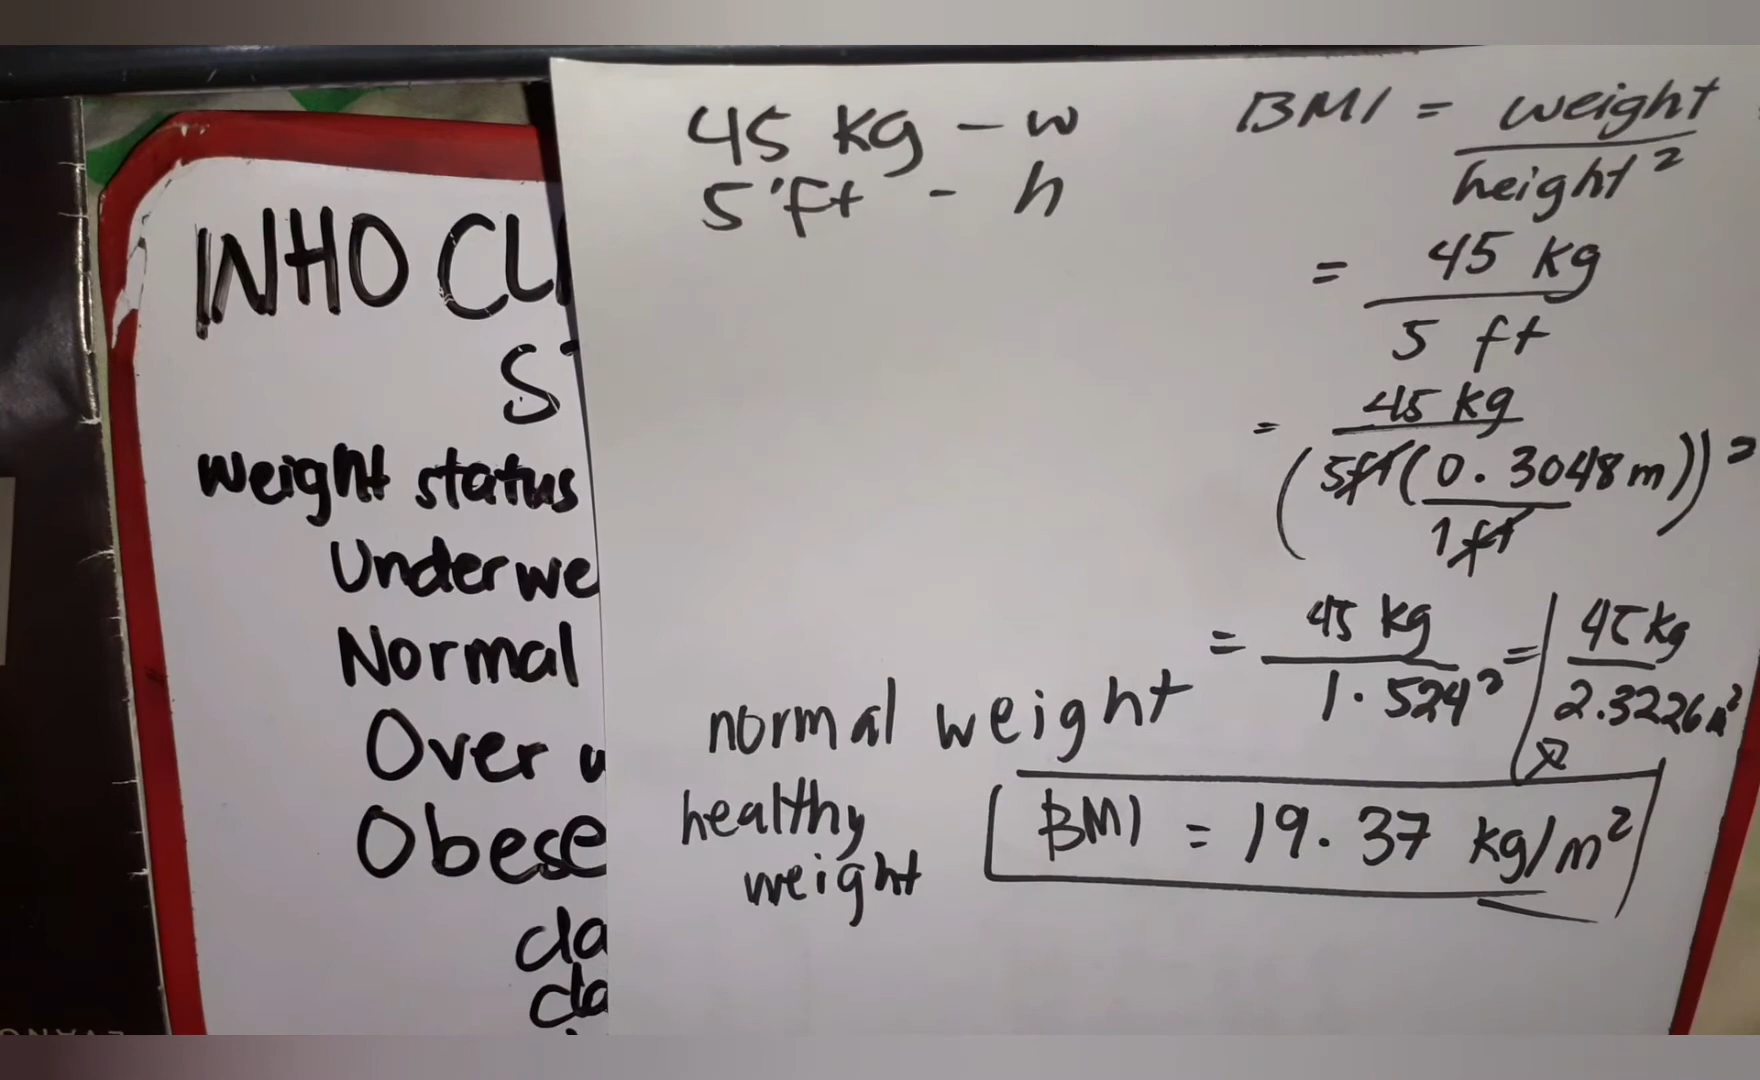 WHO CL
S
weight status
Underwe
Normal
Over w
Obese
cla
cla
45 kg - w
5'ft - h
BMI = weight
height²
= 45 kg
5 ft
= 45 kg
(5ft(0.3048m))²
1ft
= 45 kg = 45 kg
1.524² 2.3226m²
normal weight
healthy
weight
BMI = 19.37 kg/m²